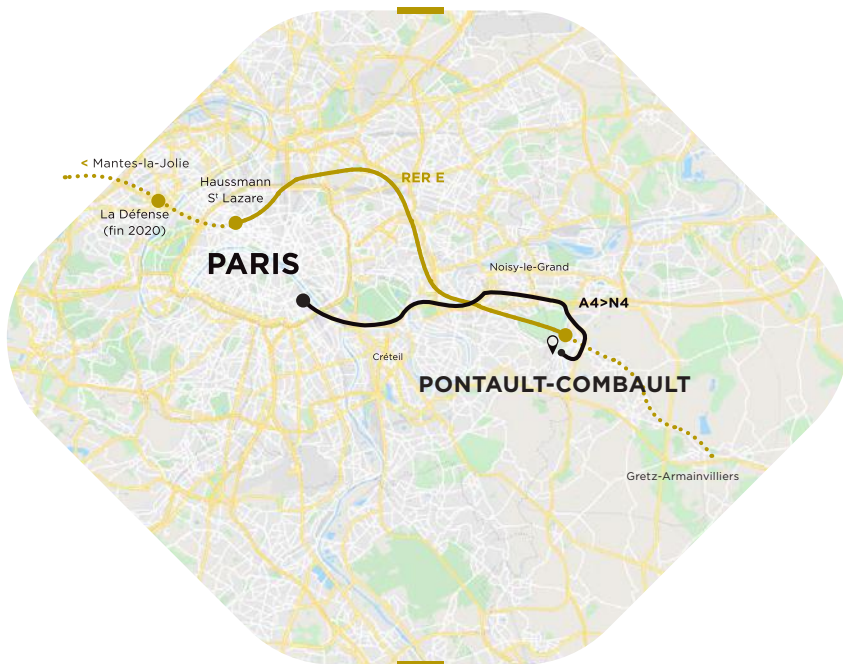 < Mantes-la-Jolie
Haussmann
Sᵗ Lazare
RER E
La Défense
(fin 2020)
PARIS
Noisy-le-Grand
A4>N4
Créteil
PONTAULT-COMBAULT
Gretz-Armainvilliers